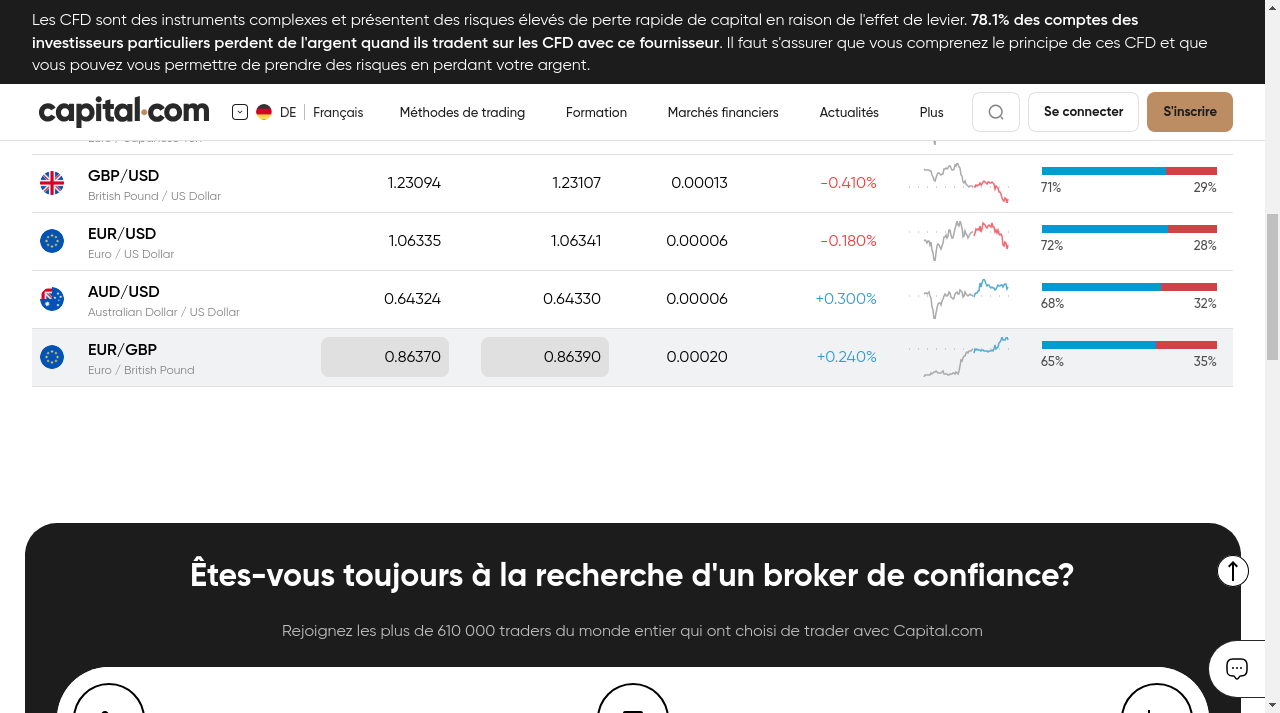 Les CFD sont des instruments complexes et présentent des risques élevés de perte rapide de capital en raison de l'effet de levier. 78.1% des comptes des
investisseurs particuliers perdent de l'argent quand ils tradent sur les CFD avec ce fournisseur. Il faut s'assurer que vous comprenez le principe de ces CFD et que
vous pouvez vous permettre de prendre des risques en perdant votre argent.
capital.com DE Français Méthodes de trading Formation Marchés financiers Actualités Plus Se connecter S'inscrire
GBP/USD 1.23094 1.23107 0.00013 -0.410% 71% 29%
British Pound / US Dollar
EUR/USD 1.06335 1.06341 0.00006 -0.180% 72% 28%
Euro / US Dollar
AUD/USD 0.64324 0.64330 0.00006 +0.300% 68% 32%
Australian Dollar / US Dollar
EUR/GBP 0.86370 0.86390 0.00020 +0.240% 65% 35%
Euro / British Pound
Êtes-vous toujours à la recherche d'un broker de confiance?
Rejoignez les plus de 610 000 traders du monde entier qui ont choisi de trader avec Capital.com